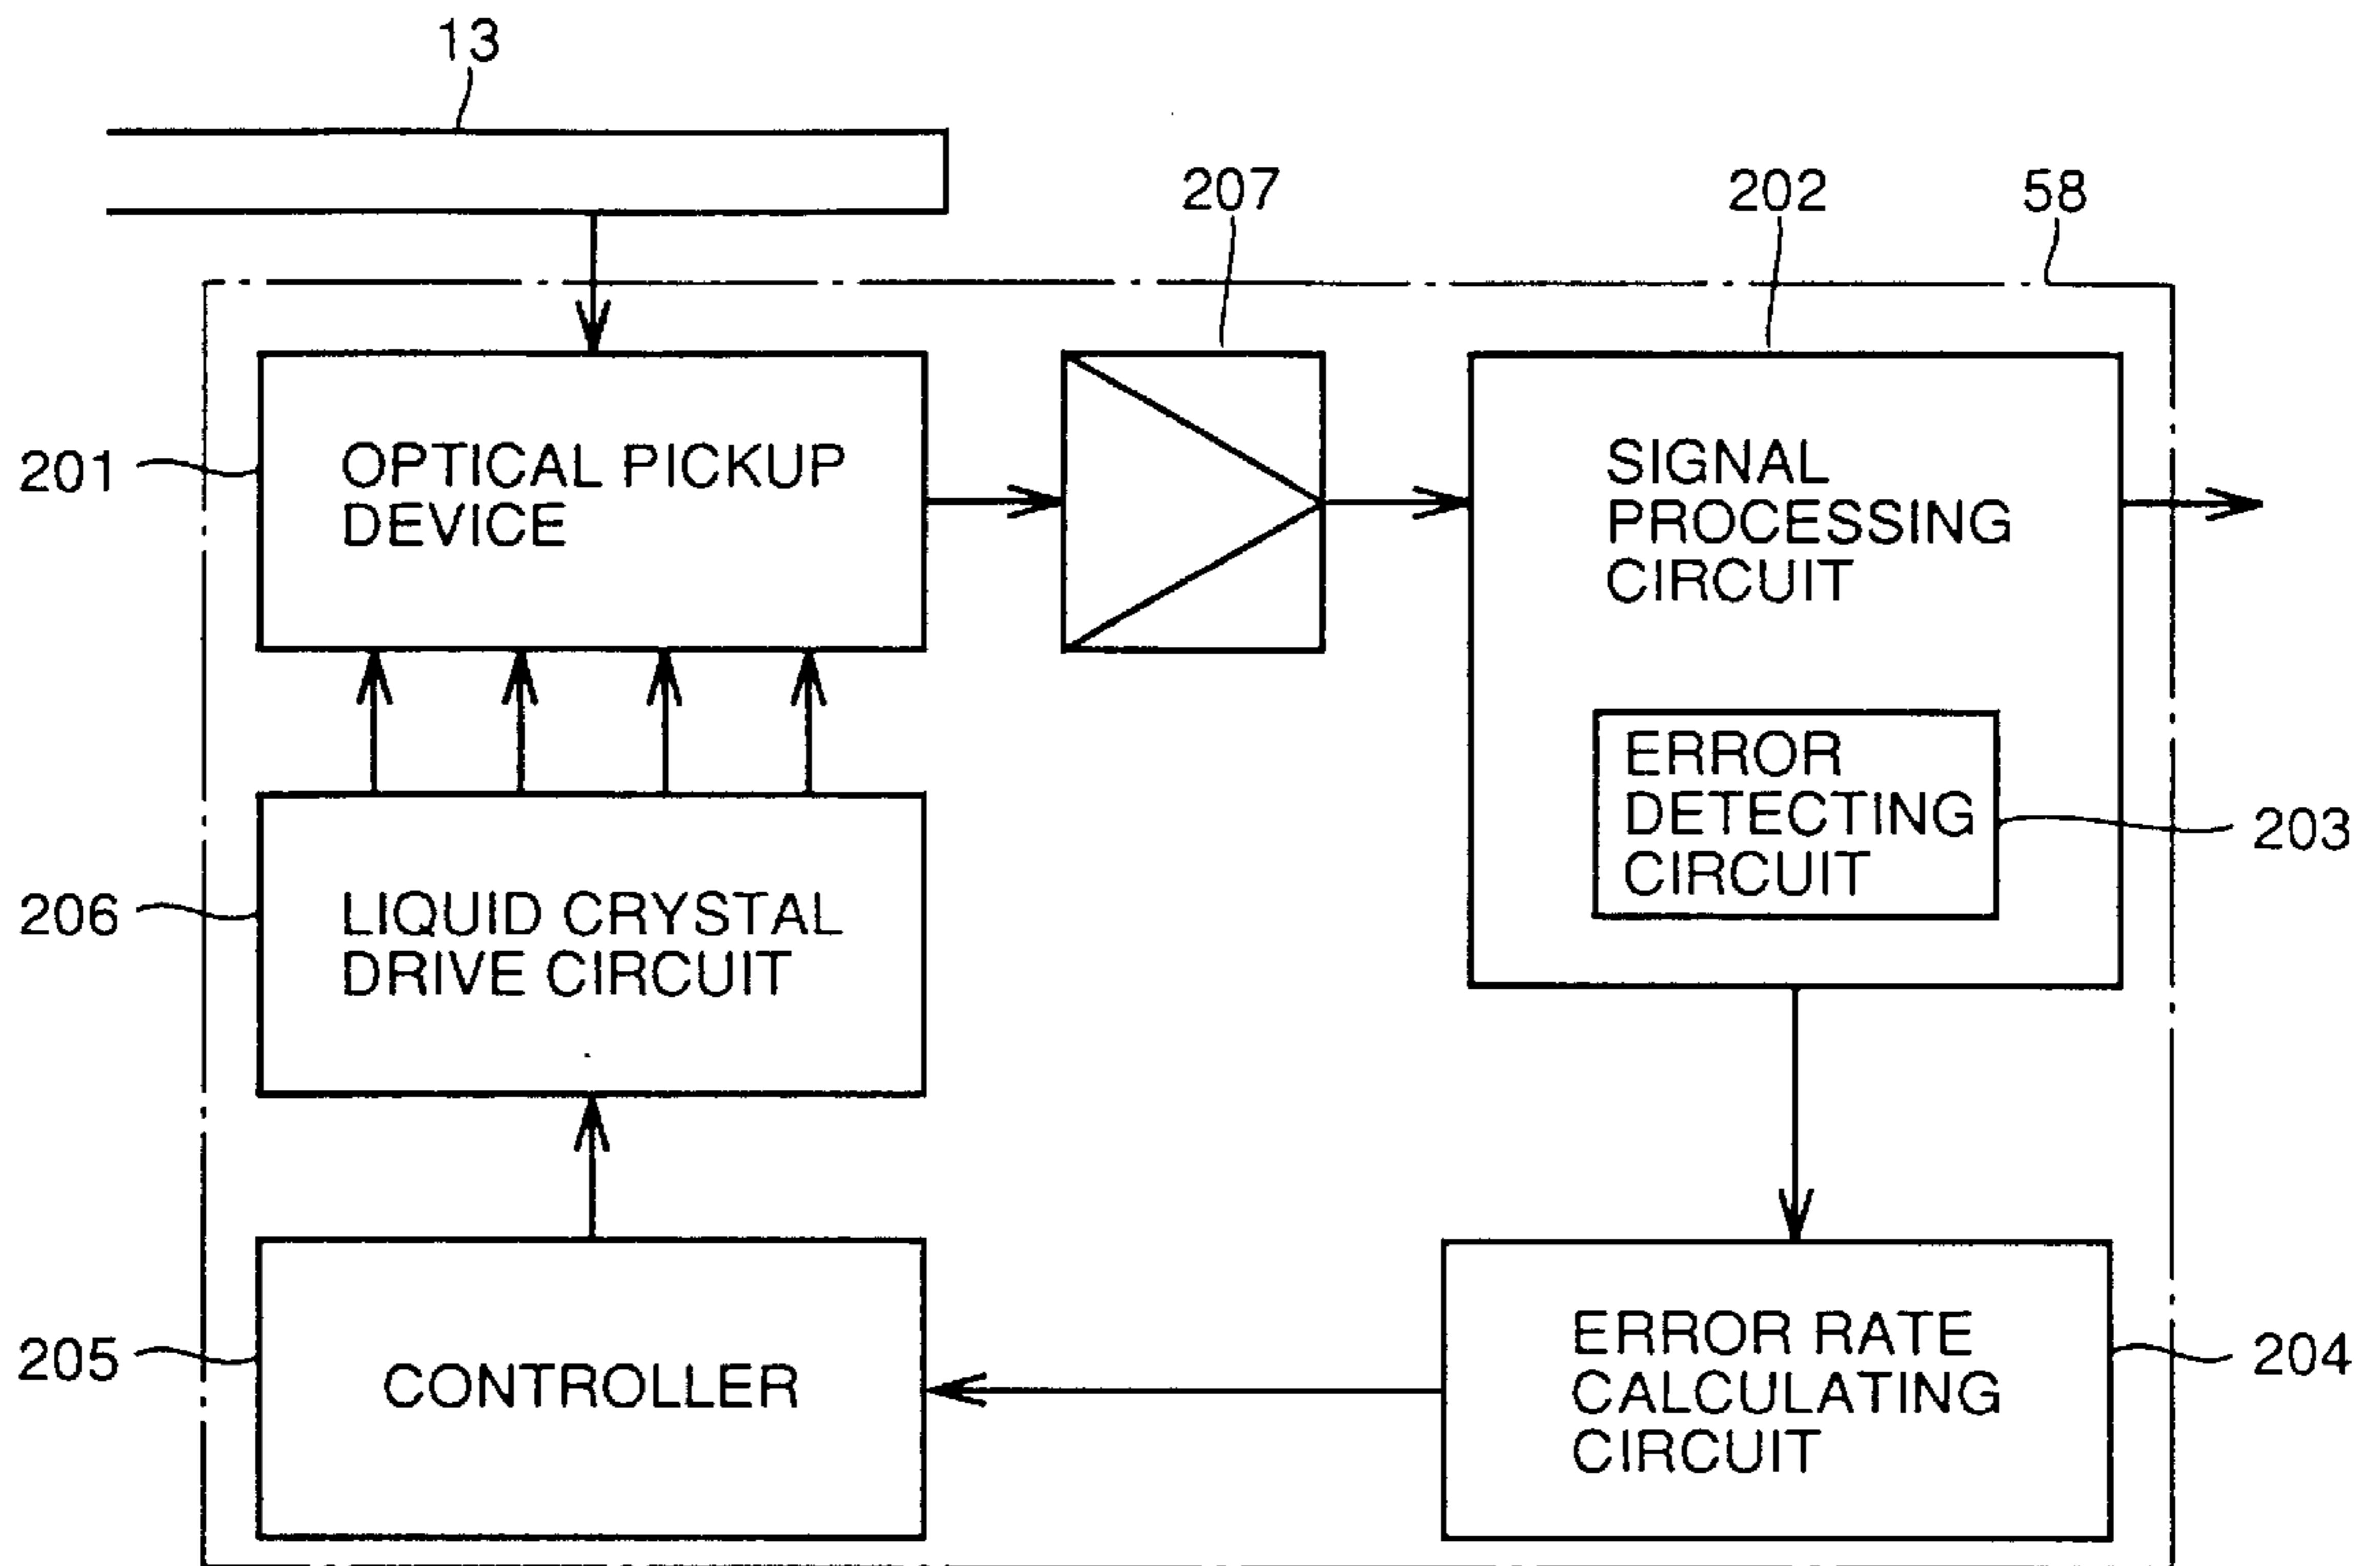 13
207
202
58
201
OPTICAL PICKUP
DEVICE
SIGNAL
PROCESSING
CIRCUIT
ERROR
DETECTING
CIRCUIT
203
206
LIQUID CRYSTAL
DRIVE CIRCUIT
205
CONTROLLER
ERROR RATE
CALCULATING
CIRCUIT
204